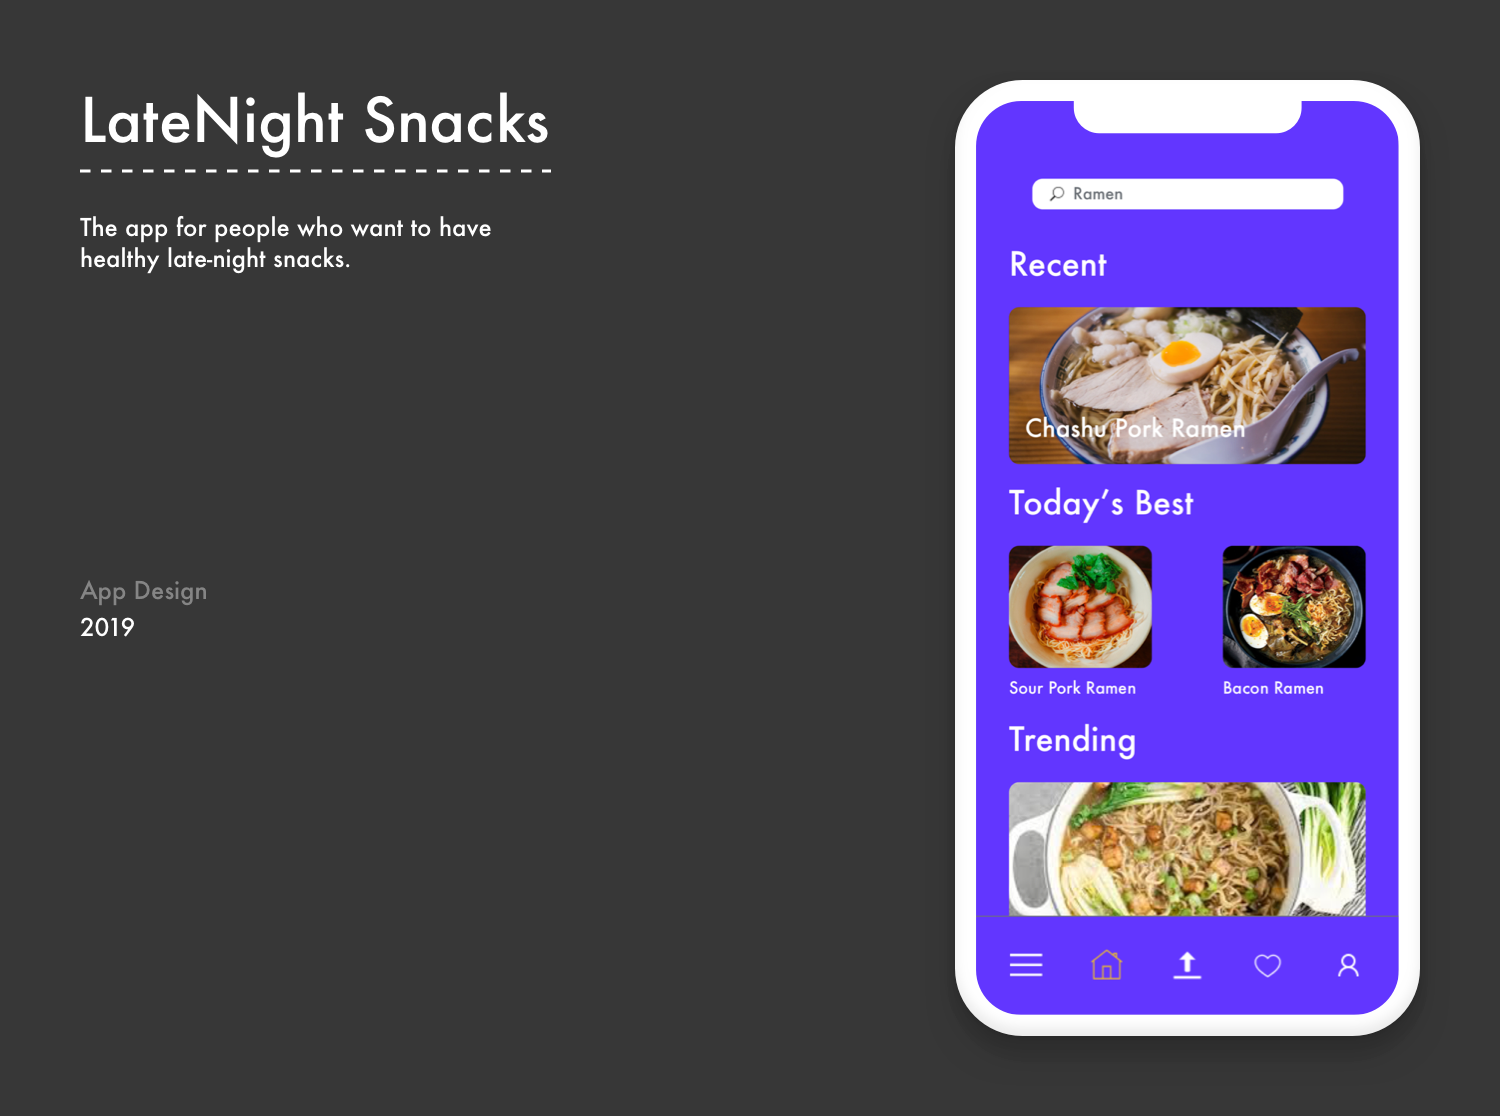 LateNight Snacks
The app for people who want to have
healthy late-night snacks.
App Design
2019
Ramen
Recent
Chashu Pork Ramen
Today’s Best
Sour Pork Ramen
Bacon Ramen
Trending